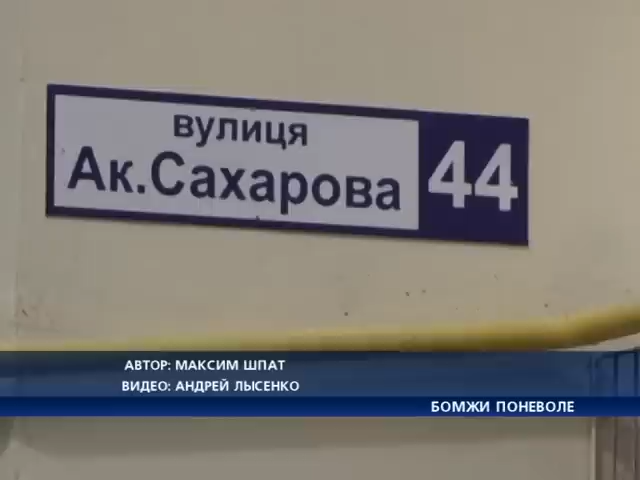 вулиця
Ак.Сахарова
44
АВТОР: МАКСИМ ШПАТ
ВИДЕО: АНДРЕЙ ЛЫСЕНКО
БОМЖИ ПОНЕВОЛЕ